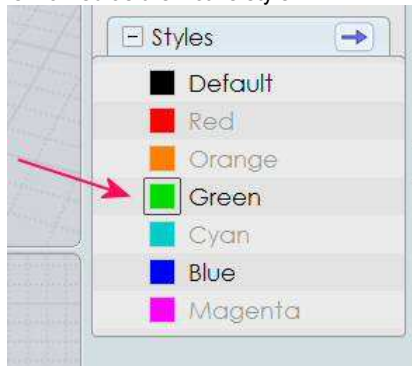 Styles
Default
Red
Orange
Green
Cyan
Blue
Magenta